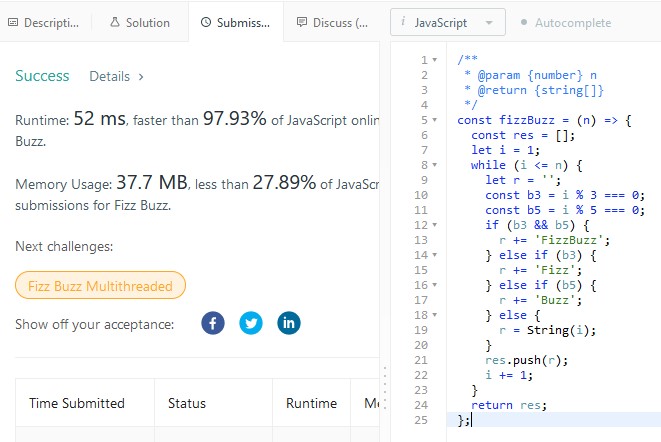 Descripti...
Solution
Submiss...
Discuss (...
Success
Details >
Runtime: 52 ms, faster than 97.93% of JavaScript onlin
Buzz.
Memory Usage: 37.7 MB, less than 27.89% of JavaScr
submissions for Fizz Buzz.
Next challenges:
Fizz Buzz Multithreaded
Show off your acceptance:
f
in
Time Submitted
Status
Runtime
Me
i JavaScript
Autocomplete
1 /**
2  * @param {number} n
3  * @return {string[]}
4  */
5 const fizzBuzz = (n) => {
6   const res = [];
7   let i = 1;
8   while (i <= n) {
9     let r = '';
10     const b3 = i % 3 === 0;
11     const b5 = i % 5 === 0;
12     if (b3 && b5) {
13       r += 'FizzBuzz';
14     } else if (b3) {
15       r += 'Fizz';
16     } else if (b5) {
17       r += 'Buzz';
18     } else {
19       r = String(i);
20     }
21     res.push(r);
22     i += 1;
23   }
24   return res;
25 };